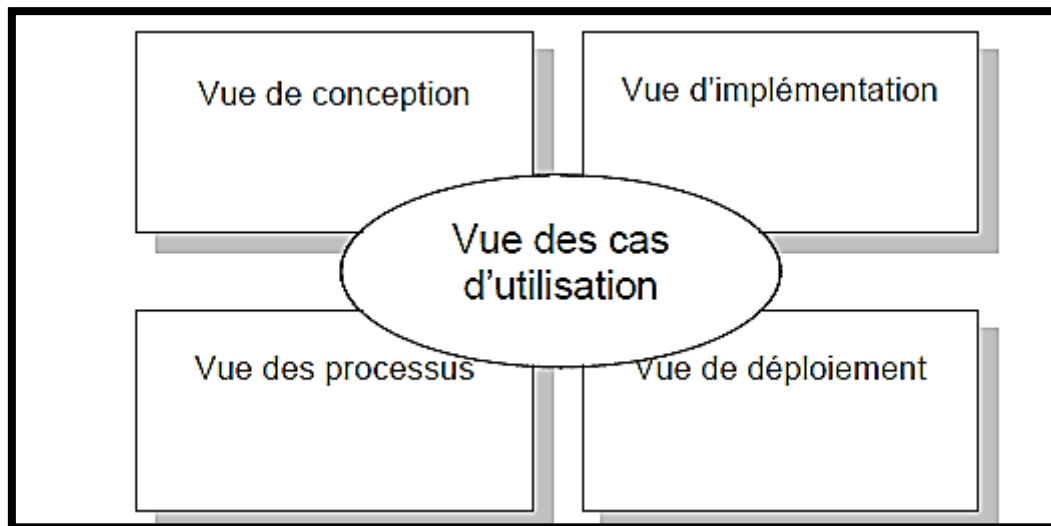 Vue de conception
Vue d'implémentation
Vue des cas
d'utilisation
Vue des processus
Vue de déploiement